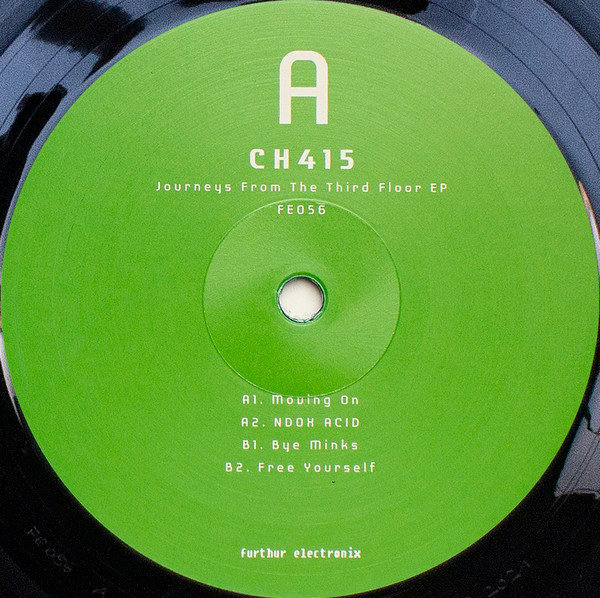 A
CH415
Journeys From The Third Floor EP
FE056
A1. Moving On
A2. NDOX ACID
B1. Bye Minks
B2. Free Yourself
furthur electronix
FE056 A